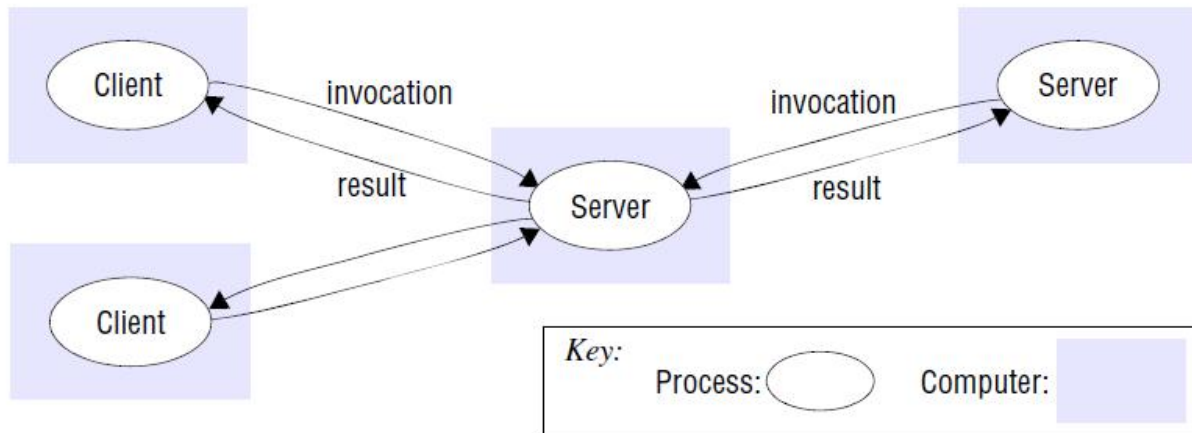 Client
invocation
result
Server
invocation
result
Server
Client
Key:
Process:
Computer: